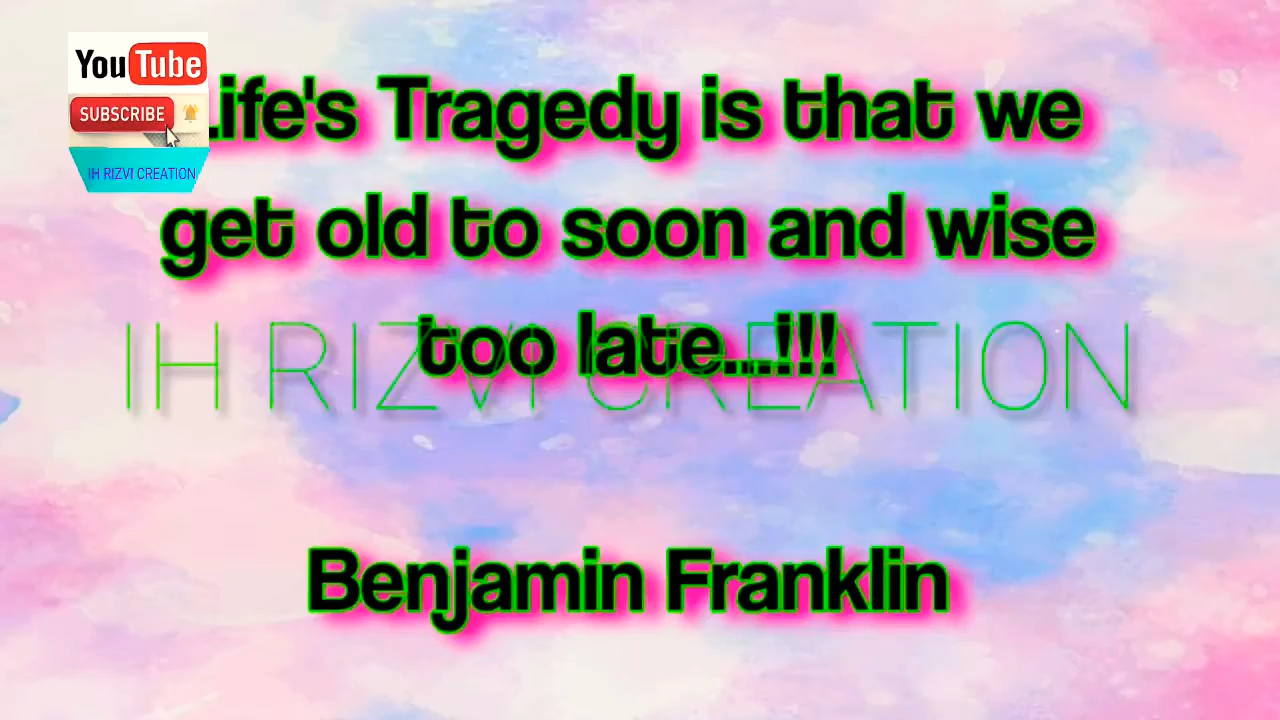 YouTube
SUBSCRIBE
IH RIZVI CREATION
Life's Tragedy is that we
get old to soon and wise
too late...!!!
IH RIZVI CREATION
Benjamin Franklin